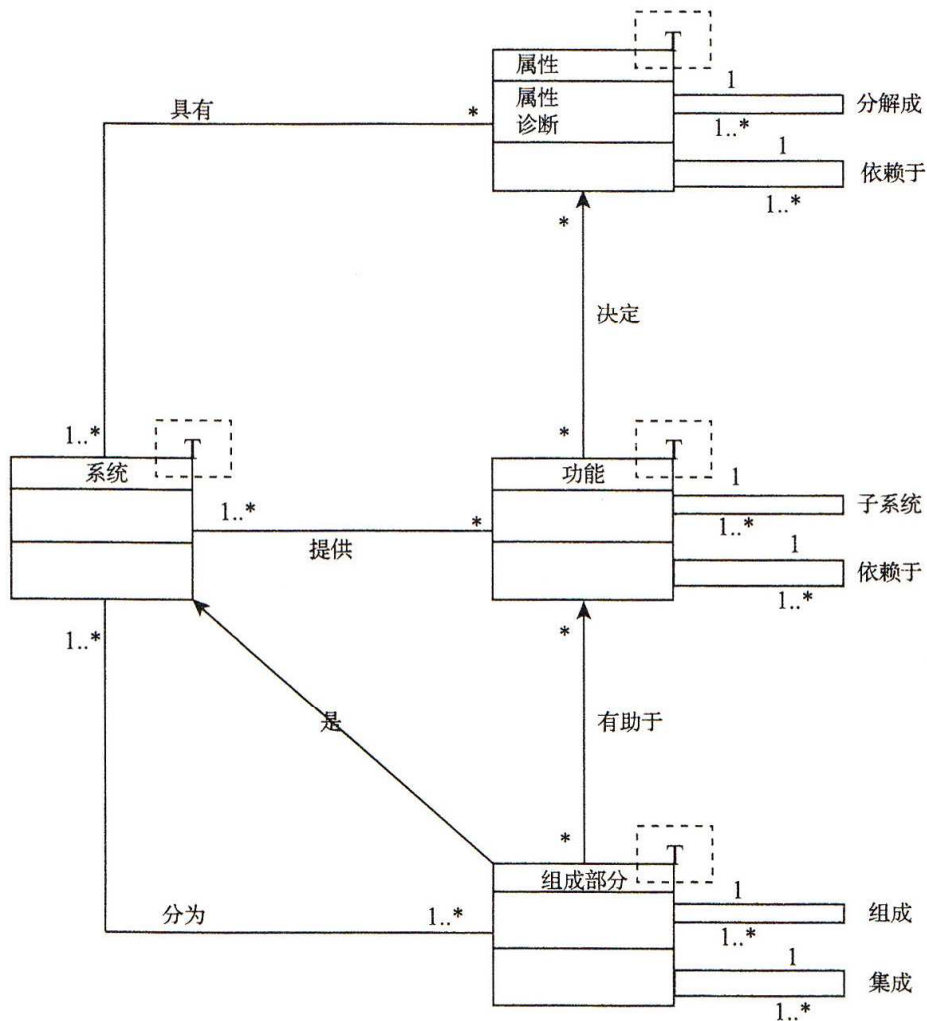 T
属性
1
属性
分解成
具有
*
诊断
1..*
1
依赖于
1..*
*
决定
1..*
T
*
T
系统
功能
1
1..*
*
子系统
1..*
提供
1
依赖于
1..*
1..*
*
是
有助于
*
T
组成部分
1
分为
1..*
组成
1..*
1
集成
1..*